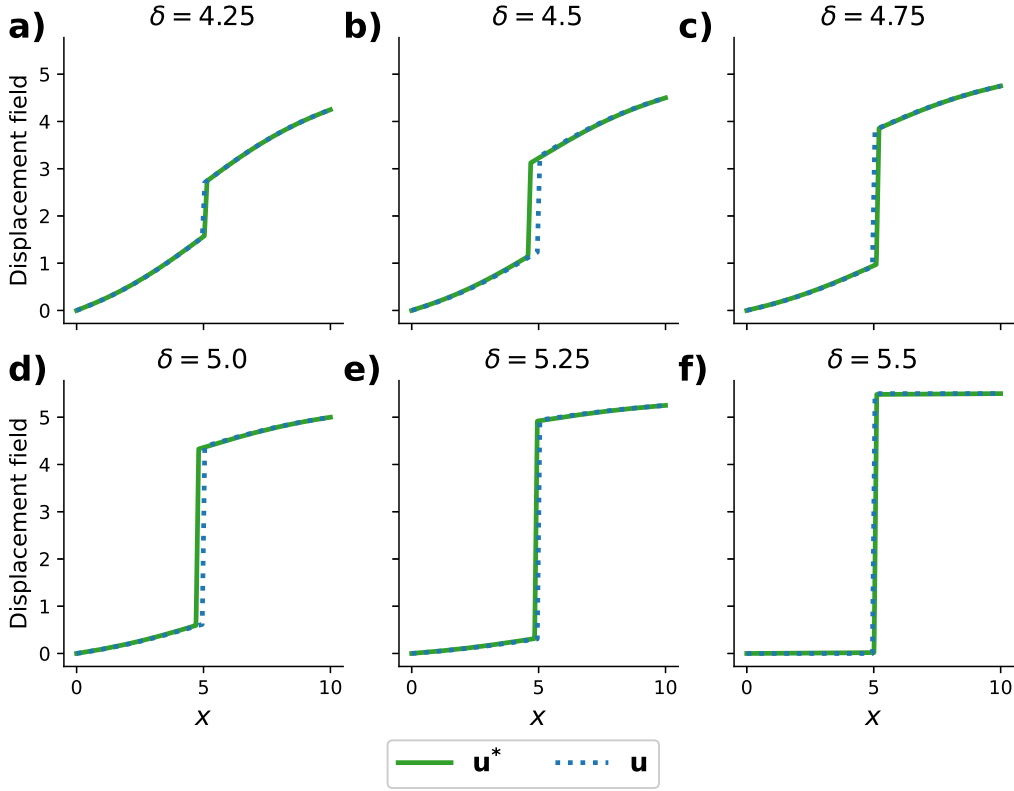 a) δ = 4.25
b) δ = 4.5
c) δ = 4.75
Displacement field
5
4
3
2
1
0
d) δ = 5.0
e) δ = 5.25
f) δ = 5.5
Displacement field
5
4
3
2
1
0
0 5 10
0 5 10
0 5 10
x
x
x
u* u